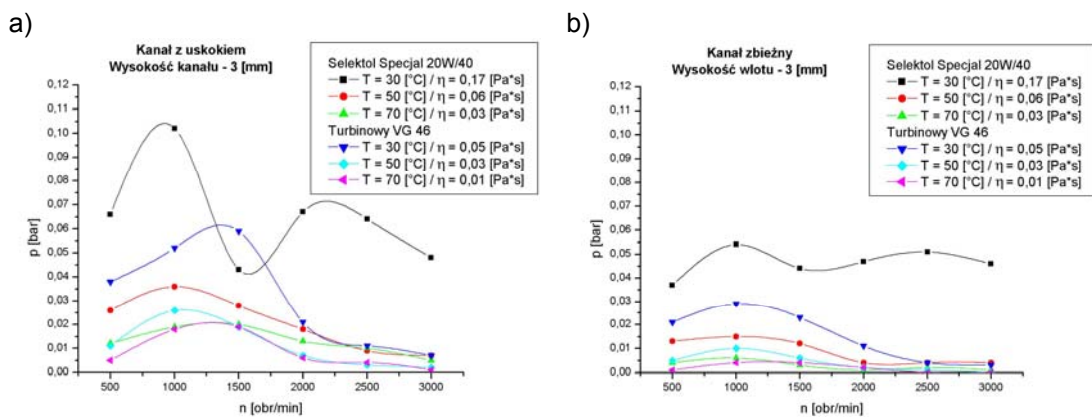 a)
Kanał z uskokiem
Wysokość kanału - 3 [mm]
Selektol Specjal 20W/40
T = 30 [°C] / η = 0,17 [Pa*s]
T = 50 [°C] / η = 0,06 [Pa*s]
T = 70 [°C] / η = 0,03 [Pa*s]
Turbinowy VG 46
T = 30 [°C] / η = 0,05 [Pa*s]
T = 50 [°C] / η = 0,03 [Pa*s]
T = 70 [°C] / η = 0,01 [Pa*s]
0,12
0,11
0,10
0,09
0,08
0,07
0,06
0,05
0,04
0,03
0,02
0,01
0,00
p [bar]
500 1000 1500 2000 2500 3000
n [obr/min]
b)
Kanał zbieżny
Wysokość wlotu - 3 [mm]
Selektol Specjal 20W/40
T = 30 [°C] / η = 0,17 [Pa*s]
T = 50 [°C] / η = 0,06 [Pa*s]
T = 70 [°C] / η = 0,03 [Pa*s]
Turbinowy VG 46
T = 30 [°C] / η = 0,05 [Pa*s]
T = 50 [°C] / η = 0,03 [Pa*s]
T = 70 [°C] / η = 0,01 [Pa*s]
0,12
0,11
0,10
0,09
0,08
0,07
0,06
0,05
0,04
0,03
0,02
0,01
0,00
p [bar]
500 1000 1500 2000 2500 3000
n [obr/min]